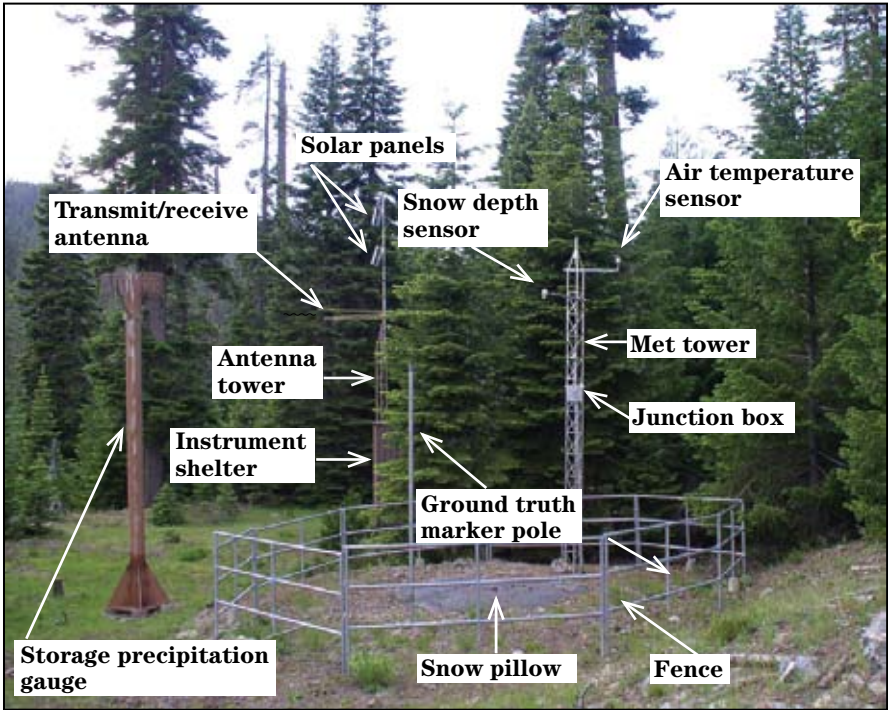 Solar panels
Transmit/receive
antenna
Snow depth
sensor
Air temperature
sensor
Antenna
tower
Met tower
Junction box
Instrument
shelter
Ground truth
marker pole
Storage precipitation
gauge
Snow pillow
Fence